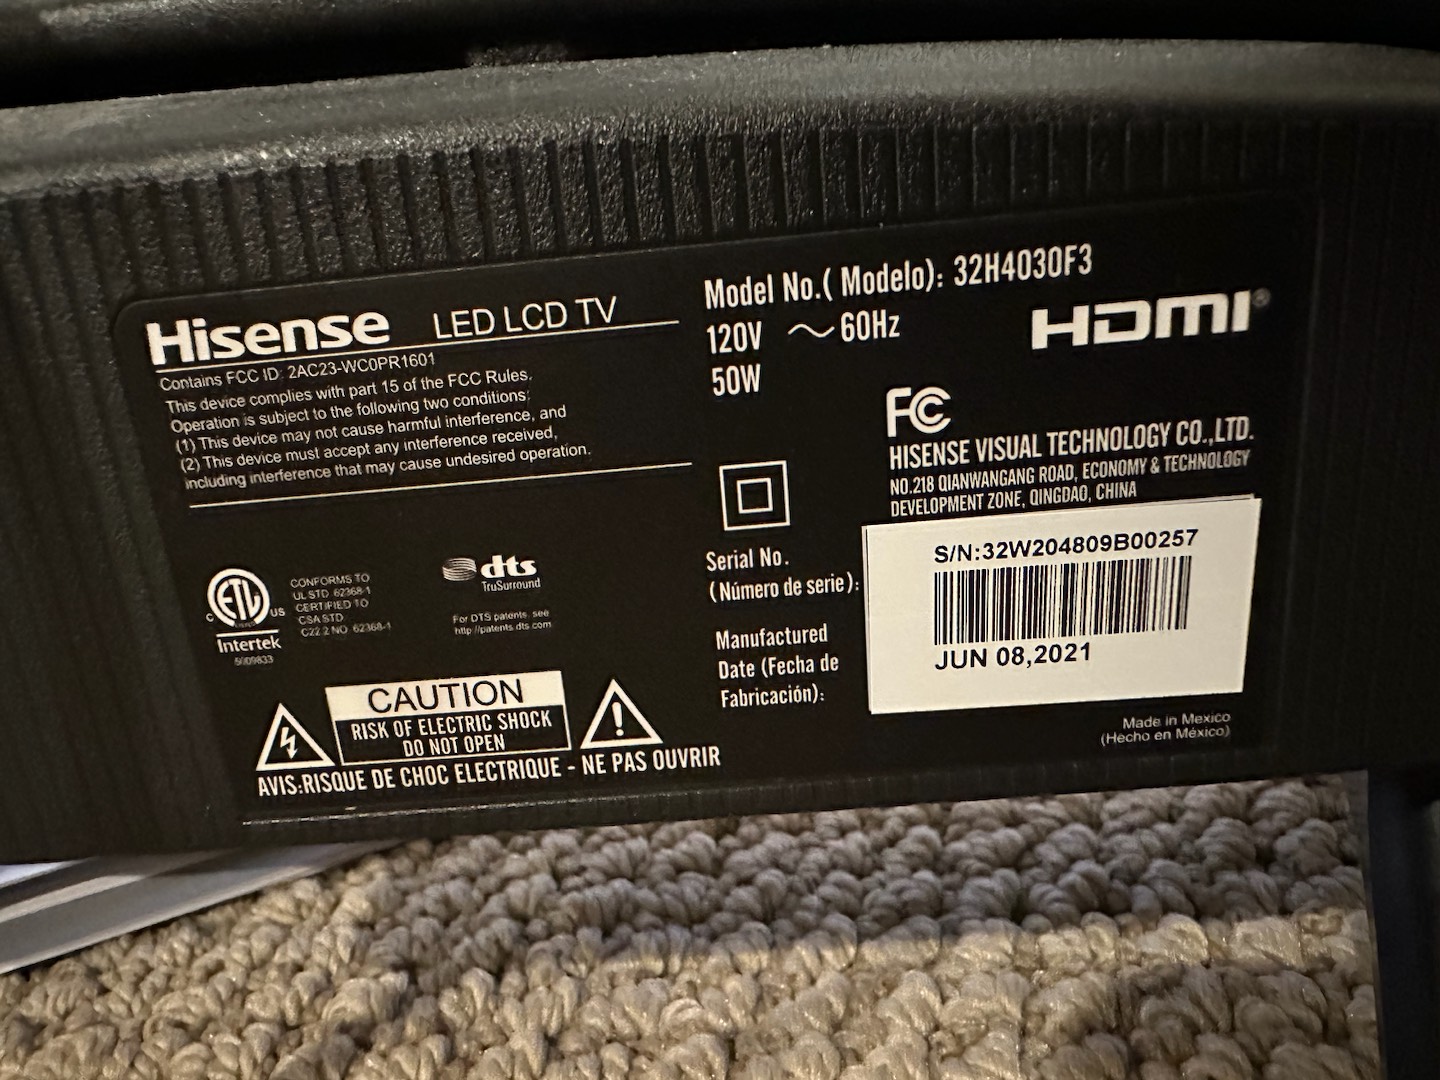 Hisense LED LCD TV
Contains FCC ID: 2AC23-WC0PR1601
This device complies with part 15 of the FCC Rules.
Operation is subject to the following two conditions:
(1) This device may not cause harmful interference, and
(2) This device must accept any interference received,
including interference that may cause undesired operation.
Model No.( Modelo): 32H4030F3
120V ～ 60Hz
50W
HDMI®
FC
HISENSE VISUAL TECHNOLOGY CO.,LTD.
NO.218 QIANWANGANG ROAD, ECONOMY & TECHNOLOGY
DEVELOPMENT ZONE, QINGDAO, CHINA
c ETL us
Intertek
5009833
CONFORMS TO
UL STD 62368-1
CERTIFIED TO
CSA STD
C22.2 NO. 62368-1
dts
TruSurround
For DTS patents, see
http://patents.dts.com
Serial No.
(Número de serie):
S/N:32W204809B00257
Manufactured
Date (Fecha de
Fabricación):
JUN 08,2021
CAUTION
RISK OF ELECTRIC SHOCK
DO NOT OPEN
AVIS:RISQUE DE CHOC ELECTRIQUE - NE PAS OUVRIR
Made in Mexico
(Hecho en México)